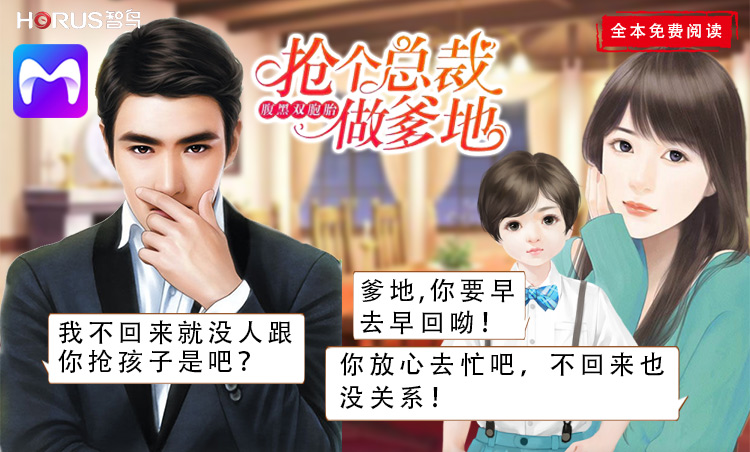 HORUS智鸟
全本免费阅读
抢个总裁
腹黑双胞胎
做爹地
爹地,你要早
去早回呦！
我不回来就没人跟
你抢孩子是吧？
你放心去忙吧，不回来也
没关系！